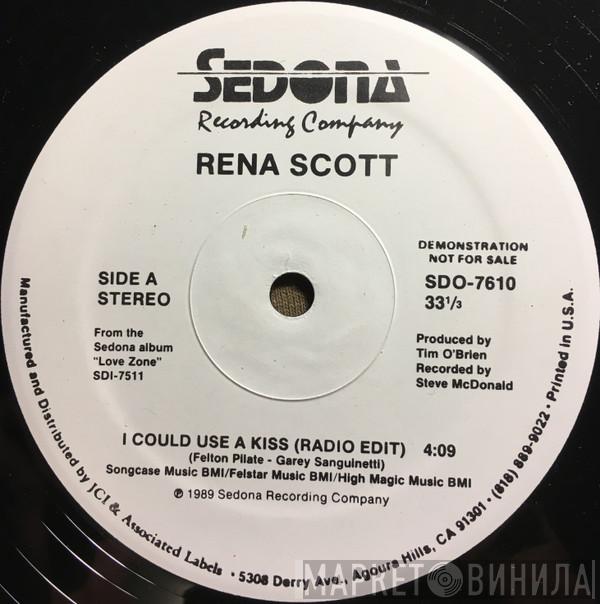 SEDONA
Recording Company
RENA SCOTT
SIDE A
STEREO
From the
Sedona album
"Love Zone"
SDI-7511
DEMONSTRATION
NOT FOR SALE
SDO-7610
33 1/3
Produced by
Tim O'Brien
Recorded by
Steve McDonald
I COULD USE A KISS (RADIO EDIT) 4:09
(Felton Pilate - Garey Sanguinetti)
Songcase Music BMI/Felstar Music BMI/High Magic Music BMI
℗ 1989 Sedona Recording Company
Manufactured and Distributed by JCI & Associated Labels • 5308 Derry Ave., Agoura Hills, CA 91301 • (818) 889-9022 • Printed in U.S.A.
МАРКЕТ ВИНИЛА